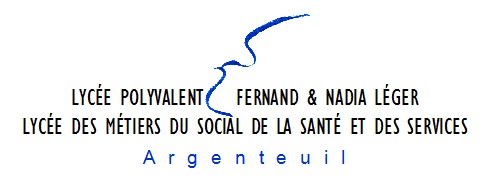 LYCÉE POLYVALENT FERNAND & NADIA LÉGER
LYCÉE DES MÉTIERS DU SOCIAL DE LA SANTÉ ET DES SERVICES
Argenteuil